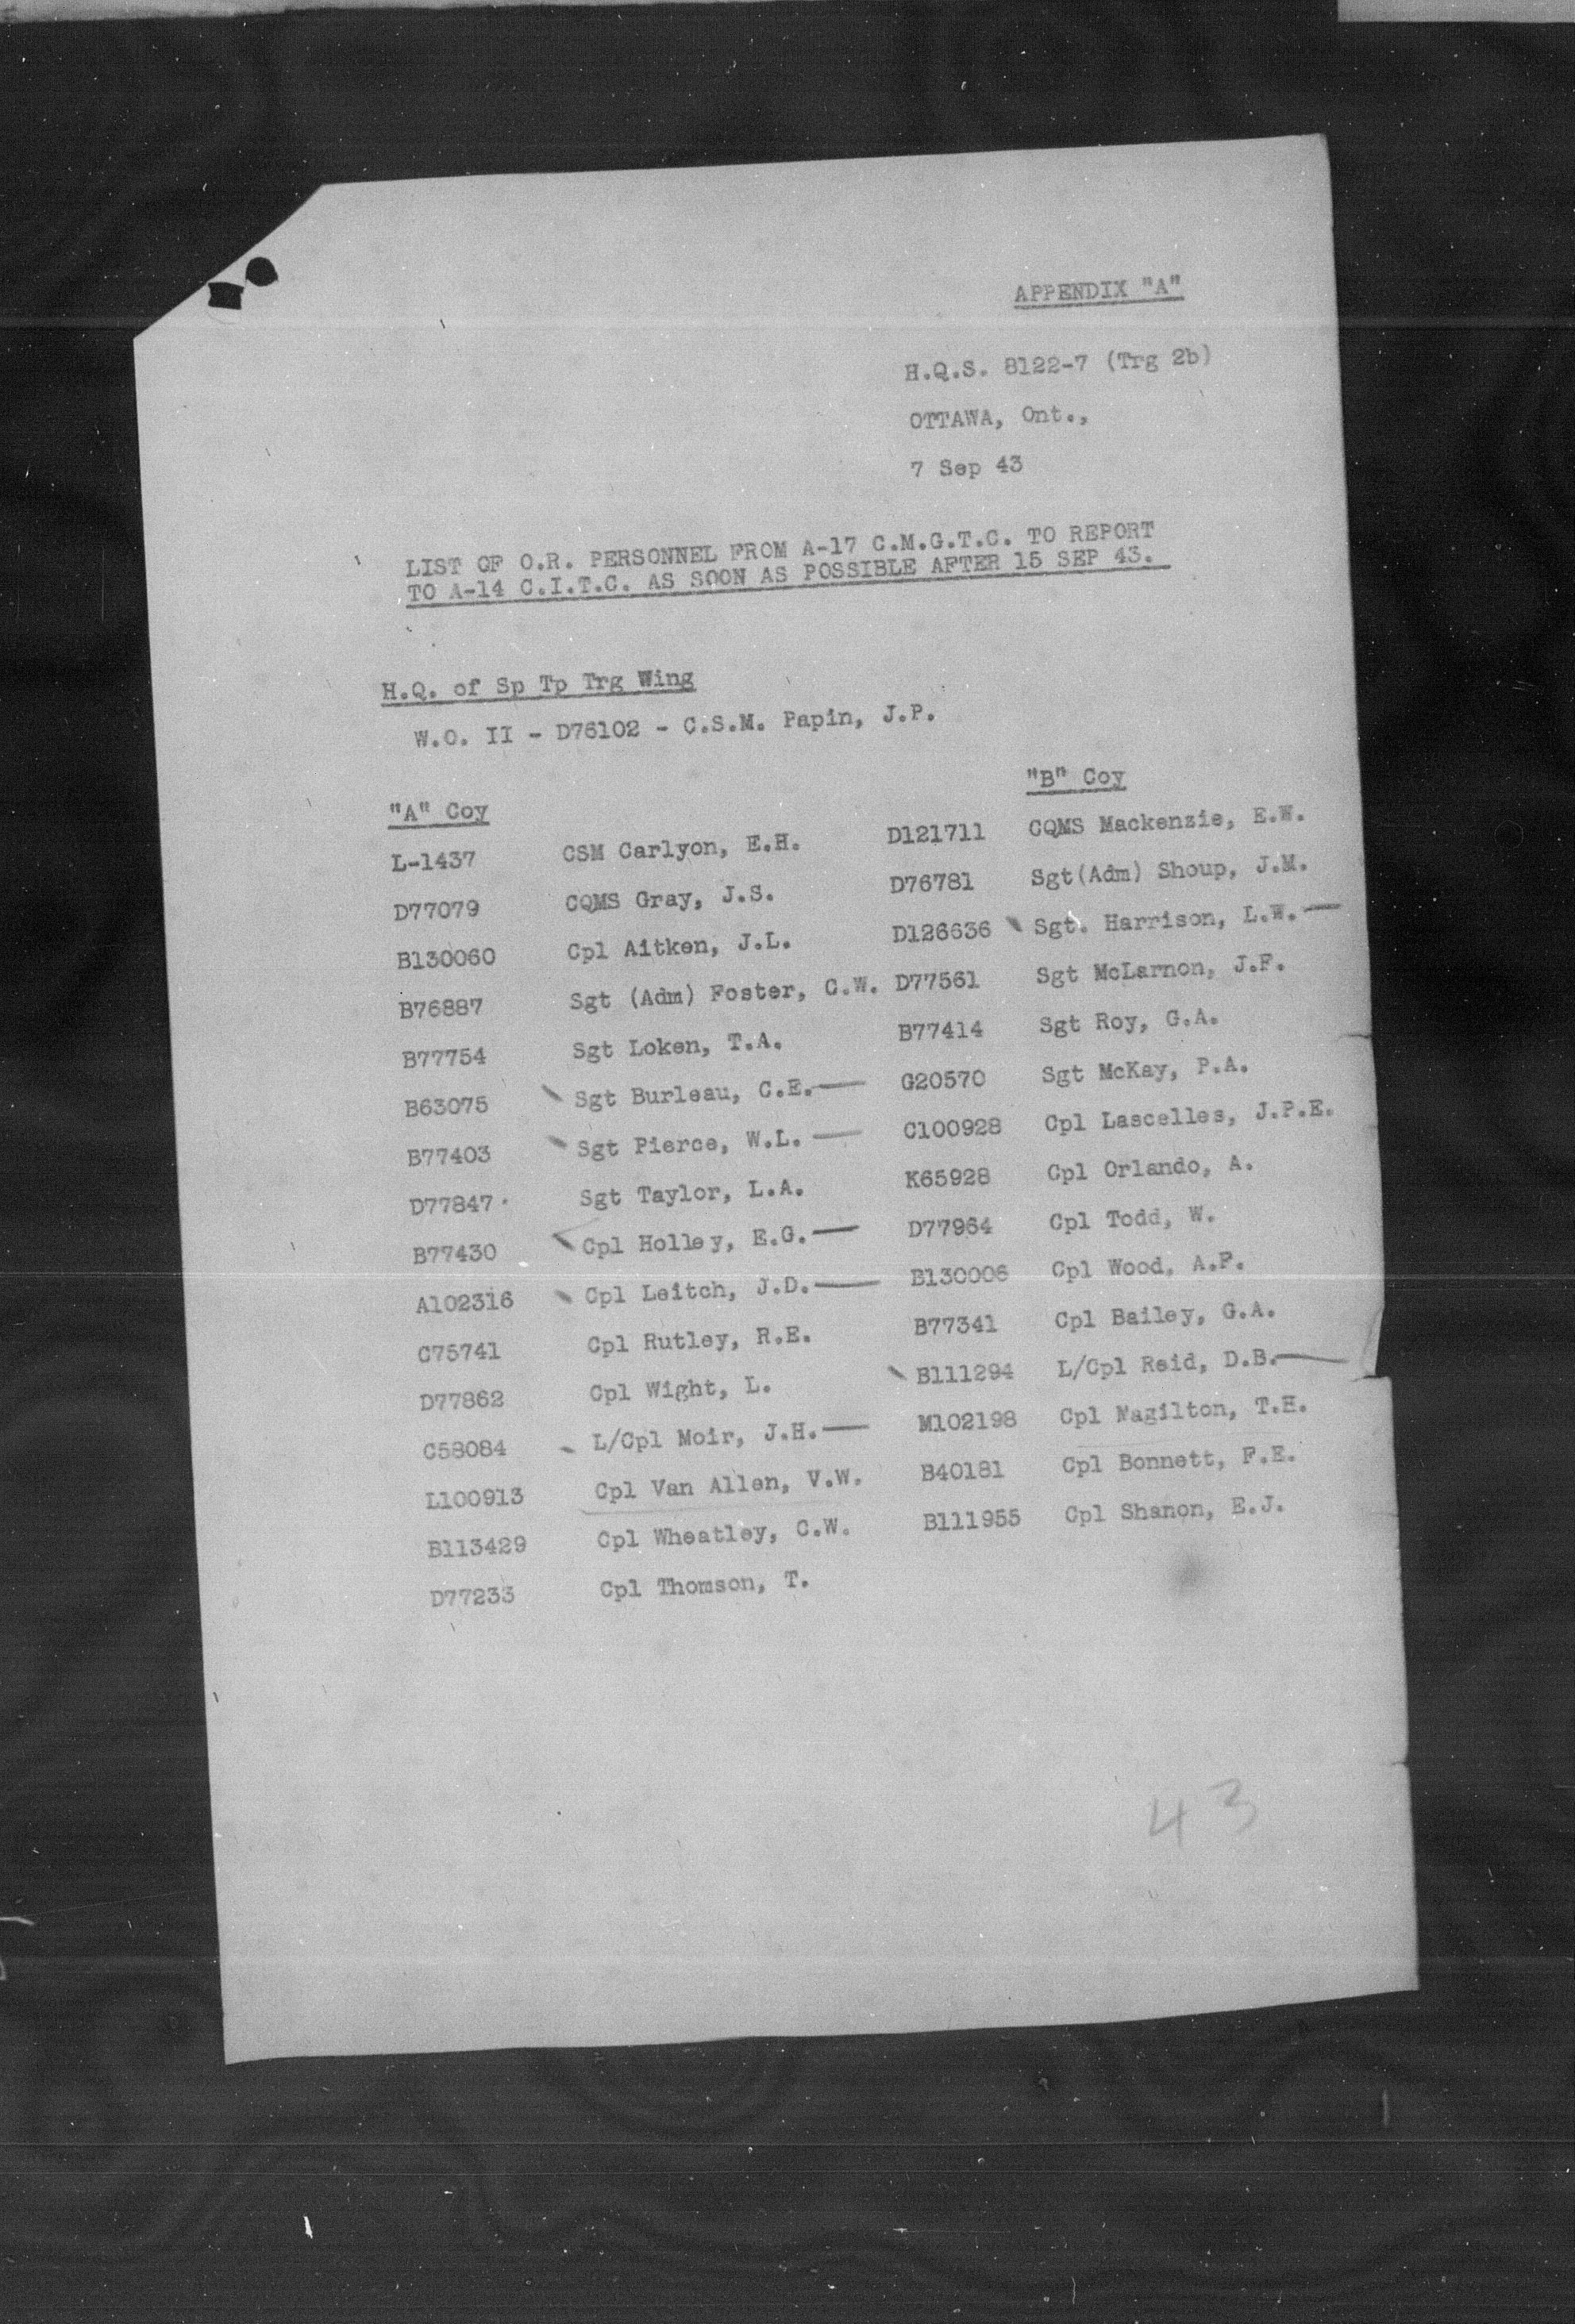 APPENDIX "A"
H.Q.S. 8122-7 (Trg 2b)
OTTAWA, Ont.,
7 Sep 43
LIST OF O.R. PERSONNEL FROM A-17 C.M.G.T.C. TO REPORT
TO A-14 C.I.T.C. AS SOON AS POSSIBLE AFTER 15 SEP 43.
H.Q. of Sp Tp Trg Wing
W.O. II - D76102 - C.S.M. Papin, J.P.
"A" Coy
L-1437 CSM Carlyon, E.H.
D77079 CQMS Gray, J.S.
B130060 Cpl Aitken, J.L.
B76887 Sgt (Adm) Foster, C.W.
B77754 Sgt Loken, T.A.
B63075 Sgt Burleau, C.E.
B77403 Sgt Pierce, W.L.
D77847 Sgt Taylor, L.A.
B77430 Cpl Holley, E.G.
A102316 Cpl Leitch, J.D.
C75741 Cpl Rutley, R.E.
D77862 Cpl Wight, L.
C58084 L/Cpl Moir, J.H.
L100913 Cpl Van Allen, V.W.
B113429 Cpl Wheatley, C.W.
D77233 Cpl Thomson, T.
"B" Coy
D121711 CQMS Mackenzie, E.W.
D76781 Sgt(Adm) Shoup, J.M.
D126636 Sgt. Harrison, L.W.
D77561 Sgt McLarnon, J.F.
B77414 Sgt Roy, G.A.
G20570 Sgt McKay, P.A.
C100928 Cpl Lascelles, J.P.E.
K65928 Cpl Orlando, A.
D77964 Cpl Todd, W.
B130006 Cpl Wood, A.F.
B77341 Cpl Bailey, G.A.
B111294 L/Cpl Reid, D.B.
M102198 Cpl Magilton, T.H.
B40181 Cpl Bonnett, F.E.
B111955 Cpl Shanon, E.J.
43